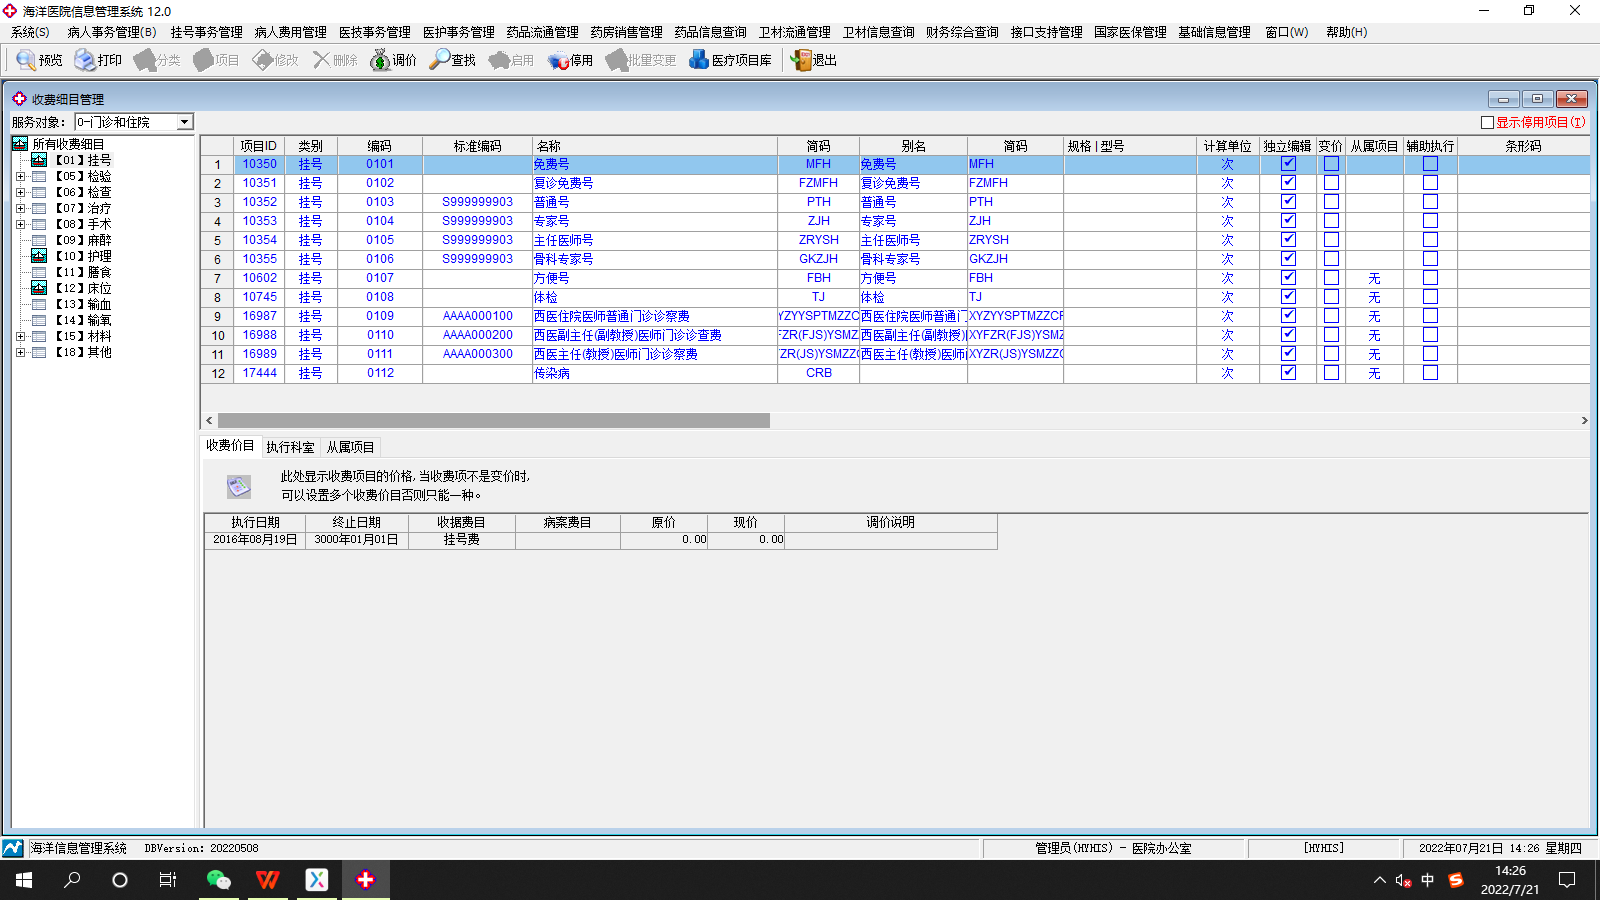 海洋医院信息管理系统 12.0
系统(S) 病人事务管理(B) 挂号事务管理 病人费用管理 医技事务管理 医护事务管理 药品流通管理 药房销售管理 药品信息查询 卫材流通管理 卫材信息查询 财务综合查询 接口支持管理 国家医保管理 基础信息管理 窗口(W) 帮助(H)
预览 打印 分类 项目 修改 删除 调价 查找 启用 停用 批量变更 医疗项目库 退出
收费细目管理
服务对象: 0-门诊和住院 显示停用项目(T)
所有收费细目
【01】挂号
【05】检验
【06】检查
【07】治疗
【08】手术
【09】麻醉
【10】护理
【11】膳食
【12】床位
【13】输血
【14】输氧
【15】材料
【18】其他
项目ID 类别 编码 标准编码 名称 简码 别名 简码 规格|型号 计算单位 独立编辑 变价 从属项目 辅助执行 条形码
1 10350 挂号 0101 免费号 MFH 免费号 MFH 次
2 10351 挂号 0102 复诊免费号 FZMFH 复诊免费号 FZMFH 次
3 10352 挂号 0103 S999999903 普通号 PTH 普通号 PTH 次
4 10353 挂号 0104 S999999903 专家号 ZJH 专家号 ZJH 次
5 10354 挂号 0105 S999999903 主任医师号 ZRYSH 主任医师号 ZRYSH 次
6 10355 挂号 0106 S999999903 骨科专家号 GKZJH 骨科专家号 GKZJH 次
7 10602 挂号 0107 方便号 FBH 方便号 FBH 次 无
8 10745 挂号 0108 体检 TJ 体检 TJ 次 无
9 16987 挂号 0109 AAAA000100 西医住院医师普通门诊诊察费 YZYYSPTMZZC 西医住院医师普通门 XYZYYSPTMZZCF 次 无
10 16988 挂号 0110 AAAA000200 西医副主任(副教授)医师门诊诊查费 FZR(FJS)YSMZ 西医副主任(副教授) XYFZR(FJS)YSMZ 次 无
11 16989 挂号 0111 AAAA000300 西医主任(教授)医师门诊诊察费 ZR(JS)YSMZZC 西医主任(教授)医师 XYZR(JS)YSMZZC 次 无
12 17444 挂号 0112 传染病 CRB 次 无
收费价目 执行科室 从属项目
此处显示收费项目的价格,当收费项不是变价时,
可以设置多个收费价目否则只能一种。
执行日期 终止日期 收据费目 病案费目 原价 现价 调价说明
2016年08月19日 3000年01月01日 挂号费 0.00 0.00
海洋信息管理系统 DBVersion: 20220508 管理员(HYHIS) - 医院办公室 [HYHIS] 2022年07月21日 14:26 星期四
中 14:26
2022/7/21